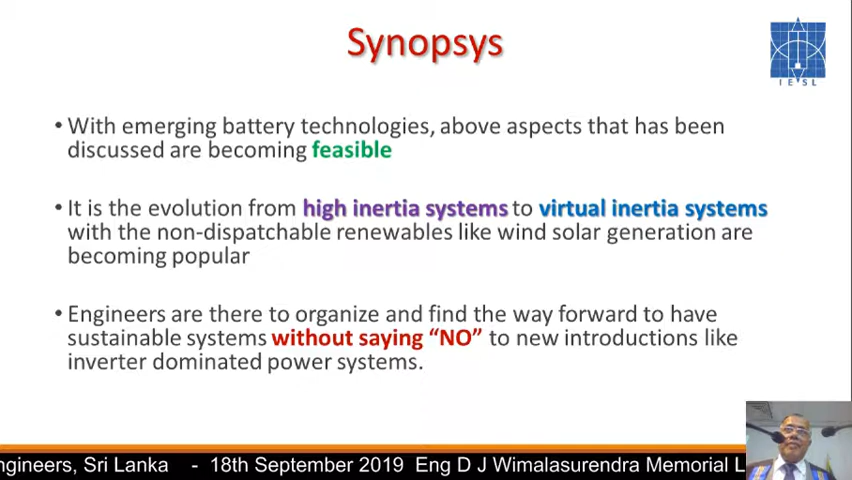 Synopsys
IESL
• With emerging battery technologies, above aspects that has been
discussed are becoming feasible
• It is the evolution from high inertia systems to virtual inertia systems
with the non-dispatchable renewables like wind solar generation are
becoming popular
• Engineers are there to organize and find the way forward to have
sustainable systems without saying “NO” to new introductions like
inverter dominated power systems.
ngineers, Sri Lanka - 18th September 2019 Eng D J Wimalasurendra Memorial L